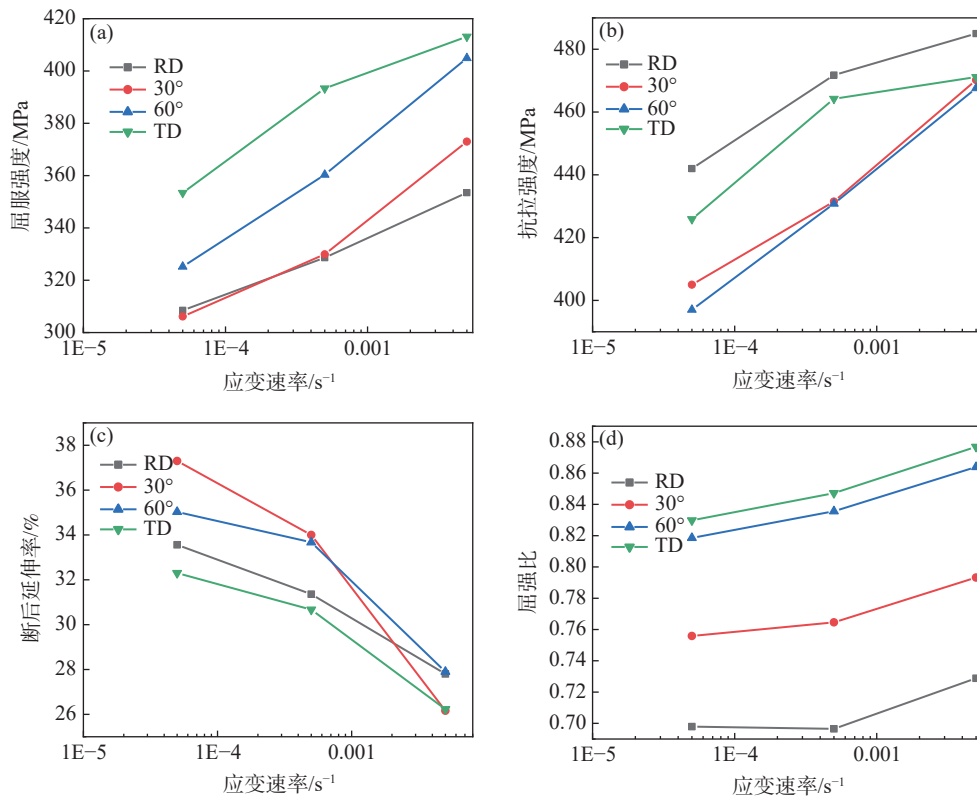 (a)
RD
30°
60°
TD
420
400
380
360
340
320
300
屈服强度/MPa
1E−5
1E−4
0.001
应变速率/s⁻¹
(b)
RD
30°
60°
TD
480
460
440
420
400
抗拉强度/MPa
1E−5
1E−4
0.001
应变速率/s⁻¹
(c)
RD
30°
60°
TD
38
36
34
32
30
28
26
断后延伸率/%
1E−5
1E−4
0.001
应变速率/s⁻¹
(d)
RD
30°
60°
TD
0.88
0.86
0.84
0.82
0.80
0.78
0.76
0.74
0.72
0.70
屈强比
1E−5
1E−4
0.001
应变速率/s⁻¹